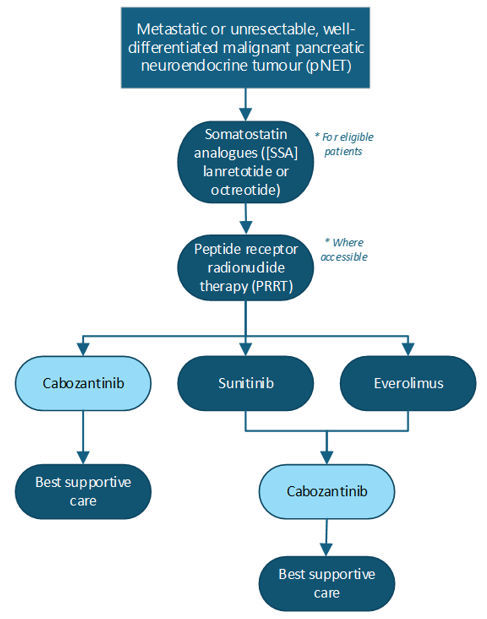 Metastatic or unresectable, well-
differentiated malignant pancreatic
neuroendocrine tumour (pNET)
Somatostatin
analogues ([SSA]
lanretotide or
octreotide)
* For eligible
patients
Peptide receptor
radionudide
therapy (PRRT)
* Where
accessible
Cabozantinib
Sunitinib
Everolimus
Best supportive
care
Cabozantinib
Best supportive
care